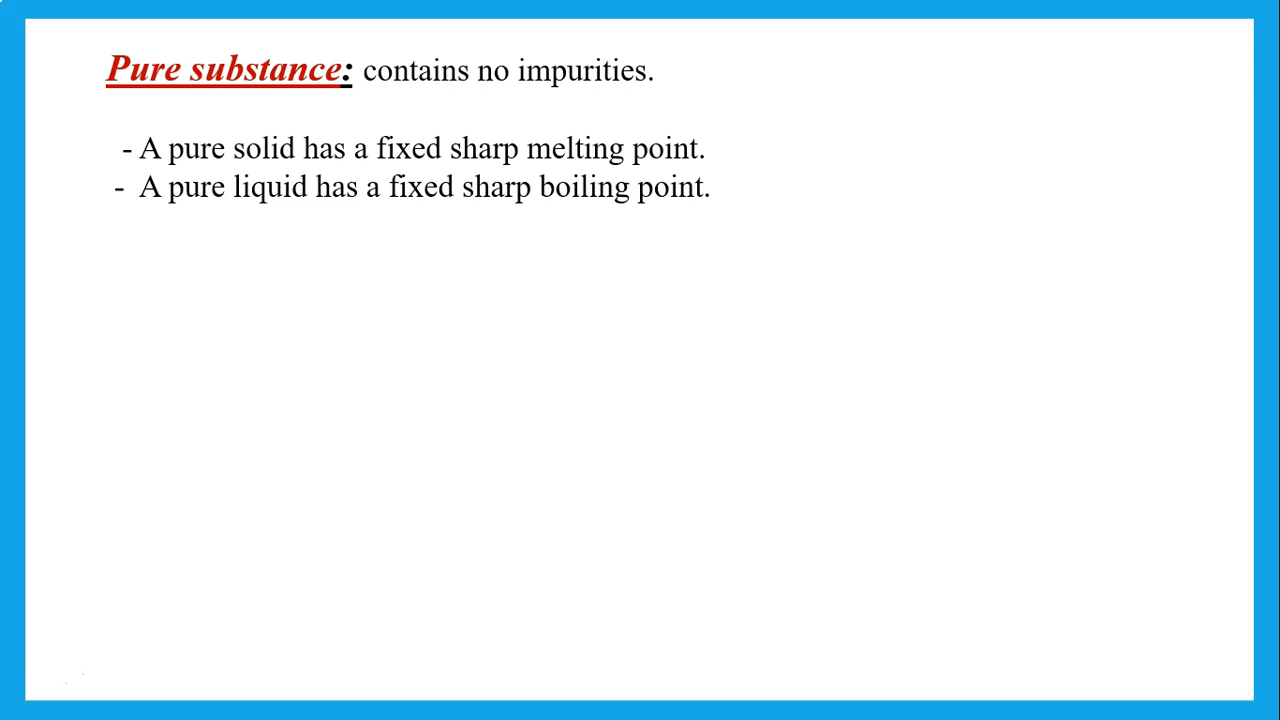 Pure substance: contains no impurities.
- A pure solid has a fixed sharp melting point.
- A pure liquid has a fixed sharp boiling point.